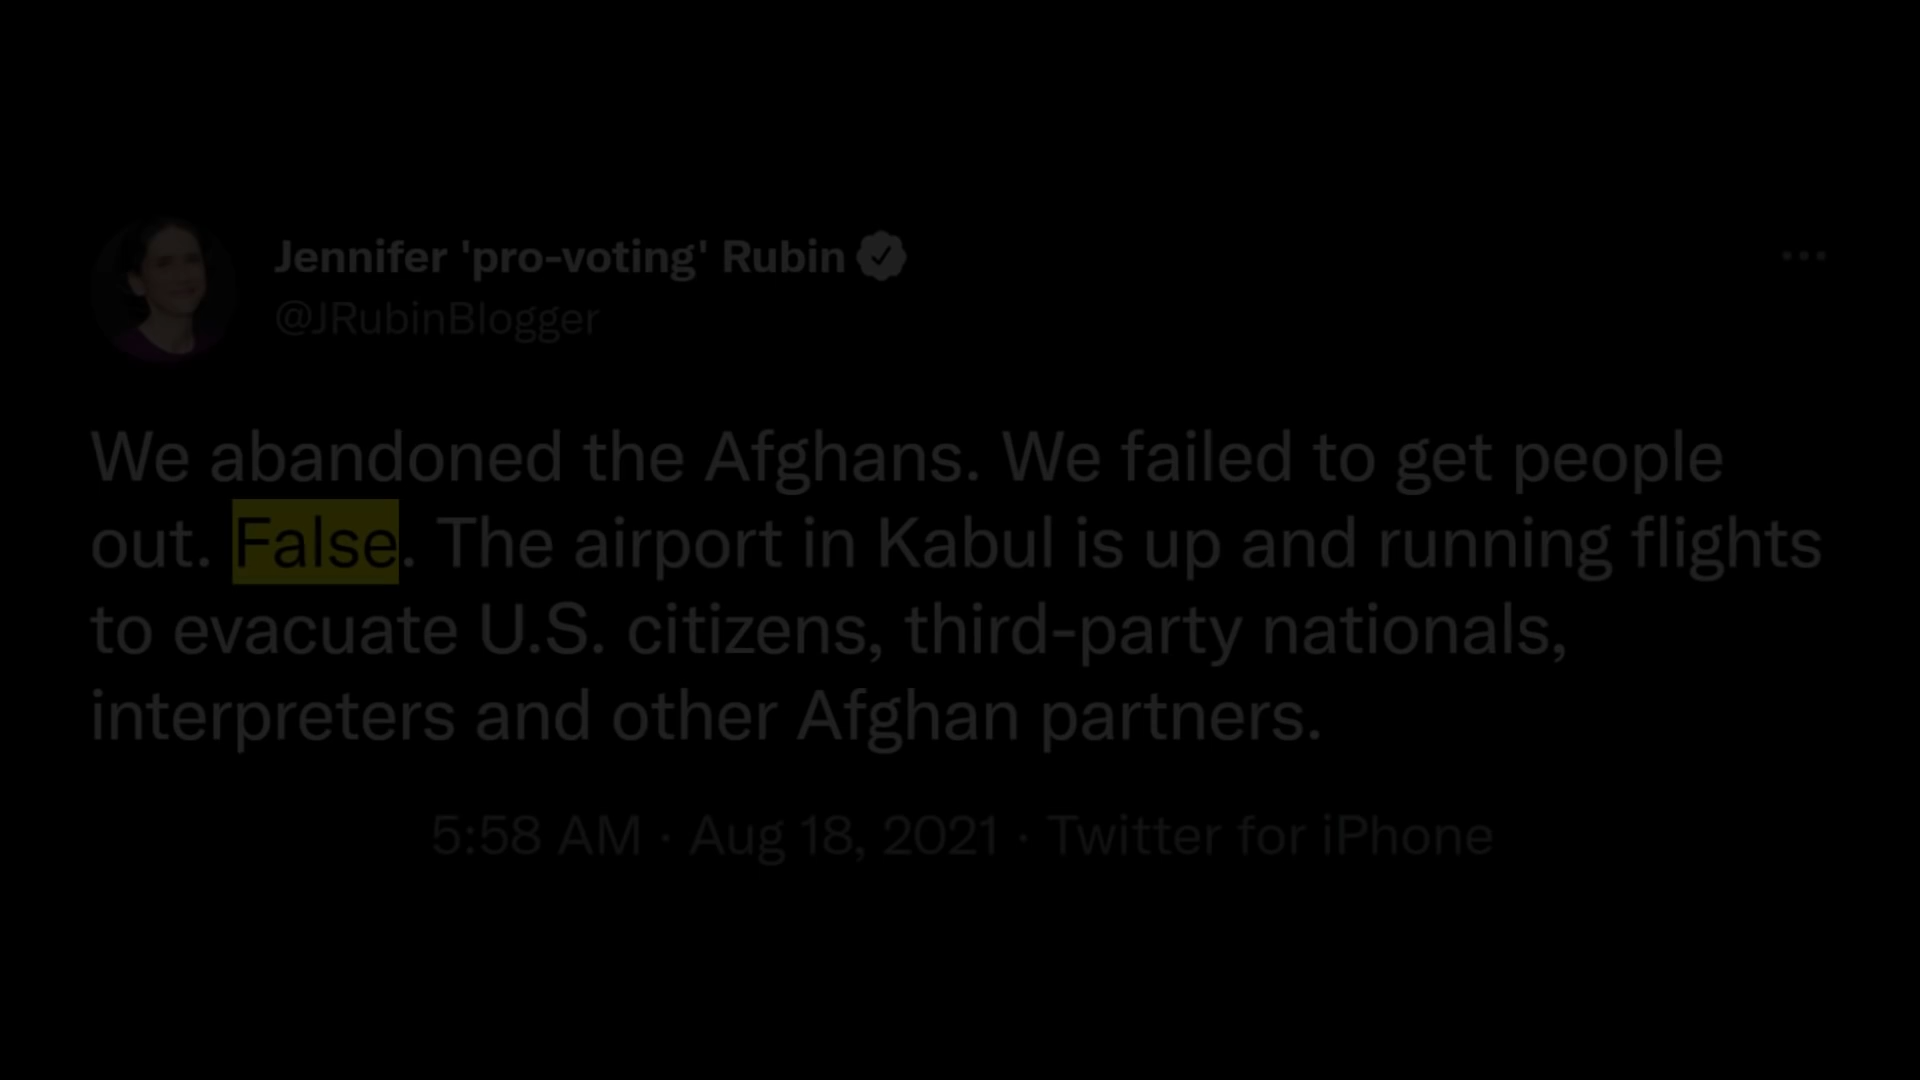 Jennifer 'pro-voting' Rubin
@JRubinBlogger
We abandoned the Afghans. We failed to get people
out. False. The airport in Kabul is up and running flights
to evacuate U.S. citizens, third-party nationals,
interpreters and other Afghan partners.
5:58 AM · Aug 18, 2021 · Twitter for iPhone